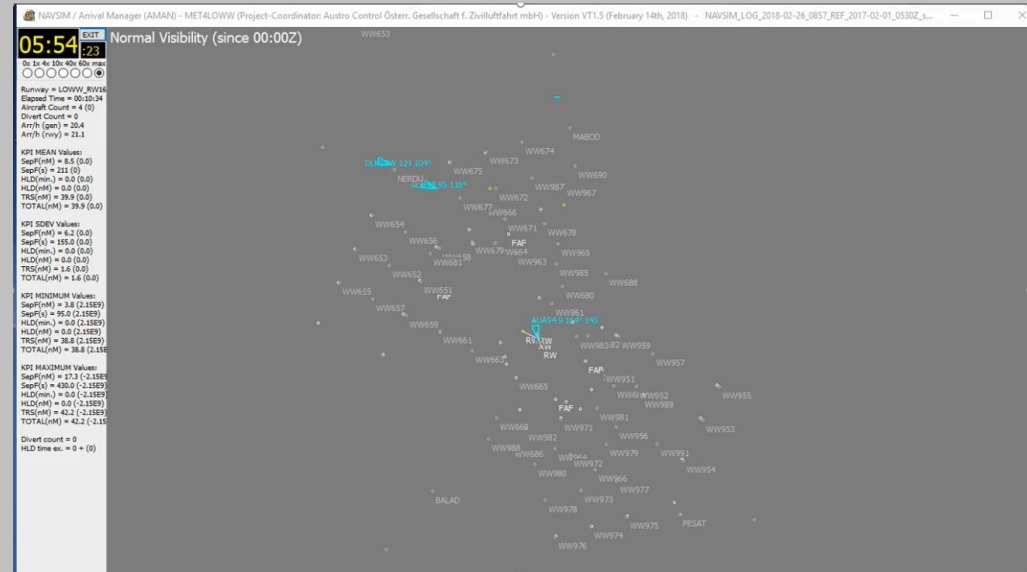 NAVSIM / Arrival Manager (AMAN) - MET4LOWW (Project-Coordinator: Austro Control Österr. Gesellschaft f. Zivilluftfahrt mbH) - Version VT1.5 (February 14th, 2018) - NAVSIM_LOG_2018-02-26_0857_REF_2017-02-01_0530Z_s...
05:54 :23
EXIT
Normal Visibility (since 00:00Z)
0x 1x 4x 10x 40x 60x max
Runway = LOWW_RW16
Elapsed Time = 00:10:34
Aircraft Count = 4 (0)
Divert Count = 0
Arr/h (gen) = 20.4
Arr/h (rwy) = 21.1
KPI MEAN Values:
SepF(nM) = 8.5 (0.0)
SepF(s) = 211 (0)
HLD(min.) = 0.0 (0.0)
HLD(nM) = 0.0 (0.0)
TRS(nM) = 39.9 (0.0)
TOTAL(nM) = 39.9 (0.0)
KPI SDEV Values:
SepF(nM) = 6.2 (0.0)
SepF(s) = 155.0 (0.0)
HLD(min.) = 0.0 (0.0)
HLD(nM) = 0.0 (0.0)
TRS(nM) = 1.6 (0.0)
TOTAL(nM) = 1.6 (0.0)
KPI MINIMUM Values:
SepF(nM) = 3.8 (2.15E9)
SepF(s) = 95.0 (2.15E9)
HLD(min.) = 0.0 (2.15E9)
HLD(nM) = 0.0 (2.15E9)
TRS(nM) = 38.8 (2.15E9)
TOTAL(nM) = 38.8 (2.15E
KPI MAXIMUM Values:
SepF(nM) = 17.3 (-2.15E9
SepF(s) = 430.0 (-2.15E9)
HLD(min.) = 0.0 (-2.15E9)
HLD(nM) = 0.0 (-2.15E9)
TRS(nM) = 42.2 (-2.15E9)
TOTAL(nM) = 42.2 (-2.15
Divert count = 0
HLD time ex. = 0 + (0)
WW653
MABOD
WW674
WW673
WW675
121 104°
NERDU
95 110°
WW690
WW987
WW967
WW672
WW677
WW666
WW654
WW671
WW678
WW656
FAF
WW679
WW965
WW653
WW681
WW963
WW652
WW985
WW688
WW655
WW651
FAF
WW680
WW657
WW961
WW659
WW661
RW
RW
RW
WW983
WW959
WW663
WW957
FAF
WW951
WW665
WW952
WW955
WW989
FAF
WW981
WW971
WW953
WW669
WW956
WW982
WW988
WW686
WW979
WW991
WW972
WW954
WW980
WW966
WW977
BALAD
WW973
WW978
WW975
PESAT
WW974
WW976